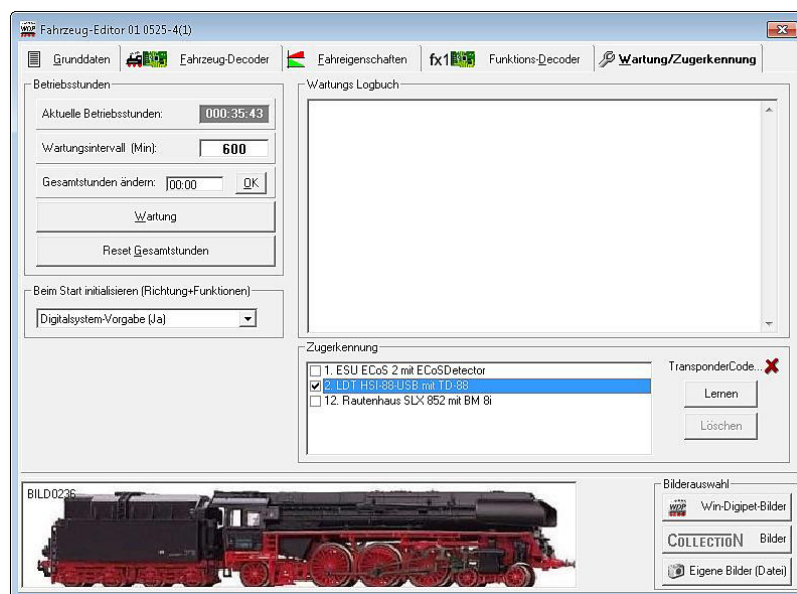 Fahrzeug-Editor 01 0525-4(1)
Grunddaten Fahrzeug-Decoder Fahreigenschaften fx1 Funktions-Decoder Wartung/Zugerkennung
Betriebsstunden
Aktuelle Betriebsstunden: 000:35:43
Wartungsintervall (Min): 600
Gesamtstunden ändern: 00:00 OK
Wartung
Reset Gesamtstunden
Beim Start initialisieren (Richtung+Funktionen)
Digitalsystem-Vorgabe (Ja)
Wartungs Logbuch
Zugerkennung
1. ESU ECoS 2 mit ECoSDetector
2. LDT HSI-88-USB mit TD-88
12. Rautenhaus SLX 852 mit BM 8i
TransponderCode...
Lernen
Löschen
BILD0236
Bilderauswahl
WDP Win-Digipet-Bilder
COLLECTION Bilder
Eigene Bilder (Datei)